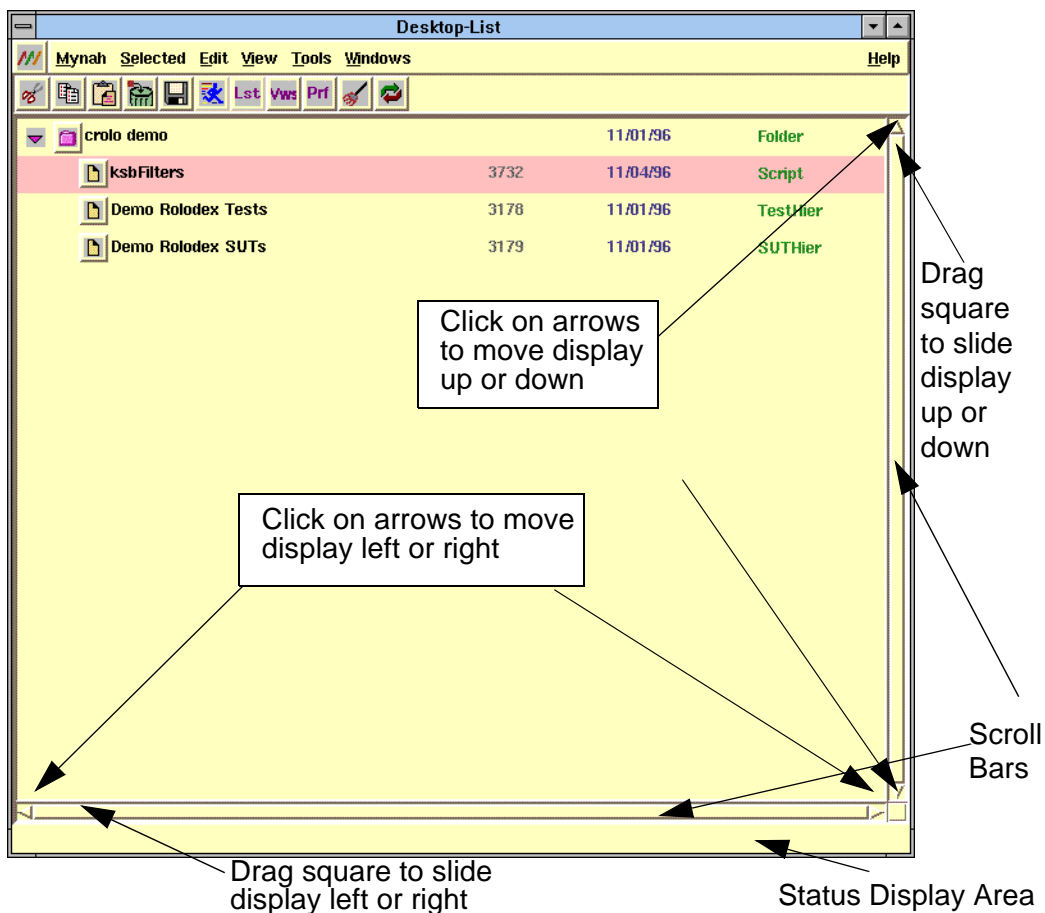 Desktop-List
Mynah Selected Edit View Tools Windows Help
Lst Vws Prf
crolo demo 11/01/96 Folder
ksbFilters 3732 11/04/96 Script
Demo Rolodex Tests 3178 11/01/96 TestHier
Demo Rolodex SUTs 3179 11/01/96 SUTHier
Drag
square
to slide
display
up or
down
Click on arrows
to move display
up or down
Click on arrows to move
display left or right
Scroll
Bars
Drag square to slide
display left or right
Status Display Area